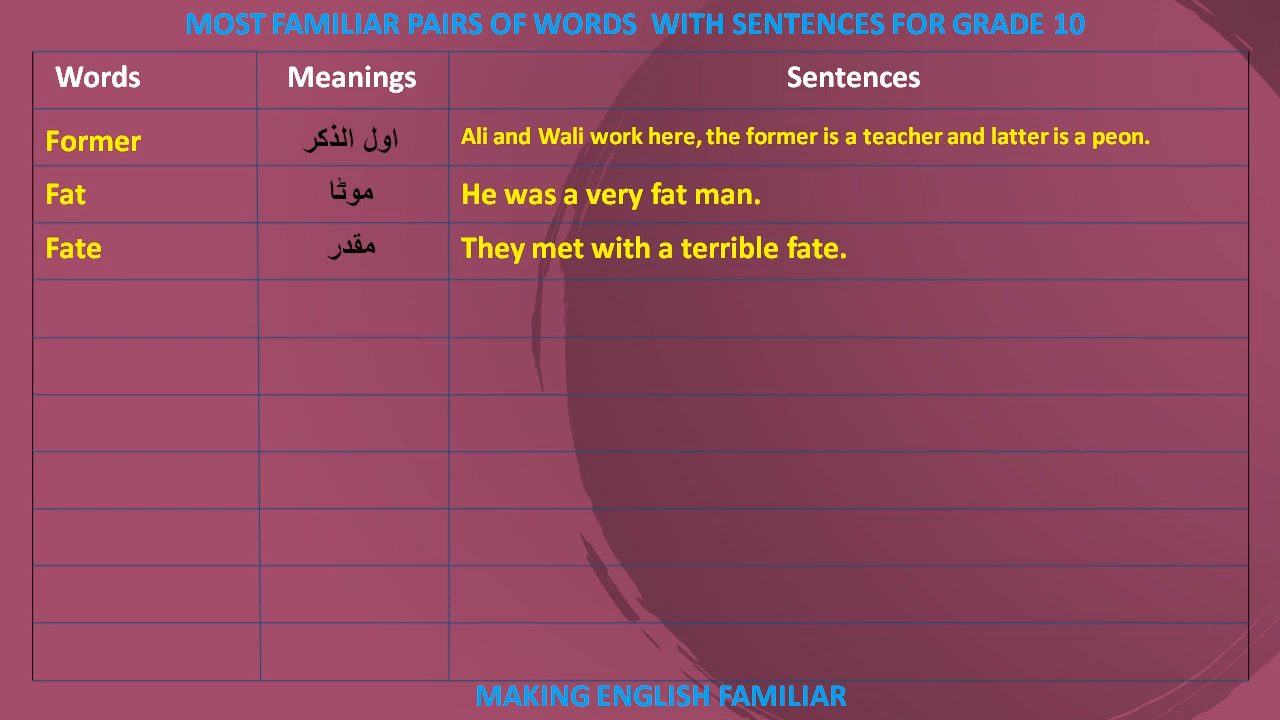 MOST FAMILIAR PAIRS OF WORDS WITH SENTENCES FOR GRADE 10
Words Meanings Sentences
Former اول الذکر Ali and Wali work here, the former is a teacher and latter is a peon.
Fat موٹا He was a very fat man.
Fate مقدر They met with a terrible fate.
MAKING ENGLISH FAMILIAR